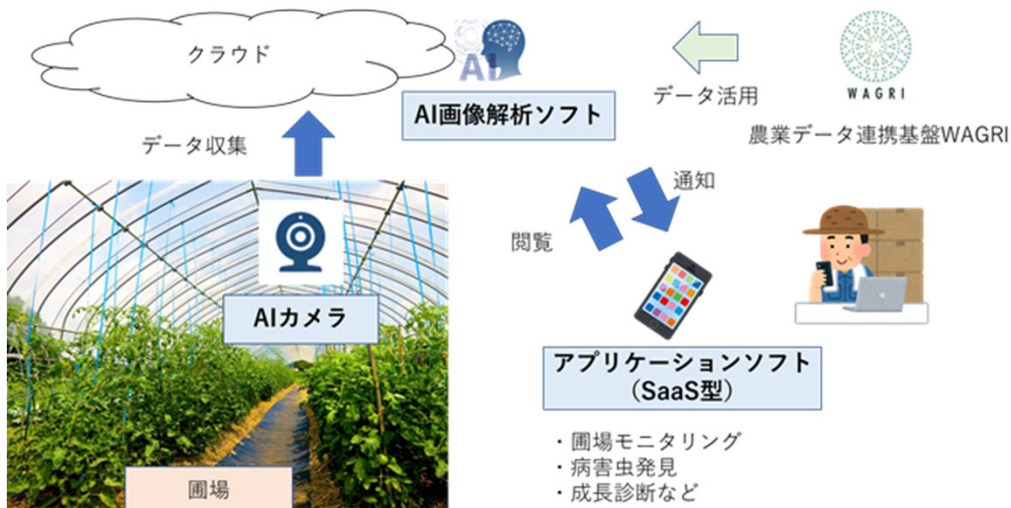 クラウド
AI
AI画像解析ソフト
データ活用
WAGRI
農業データ連携基盤WAGRI
データ収集
通知
閲覧
AIカメラ
アプリケーションソフト
（SaaS型）
・圃場モニタリング
・病害虫発見
・成長診断など
圃場